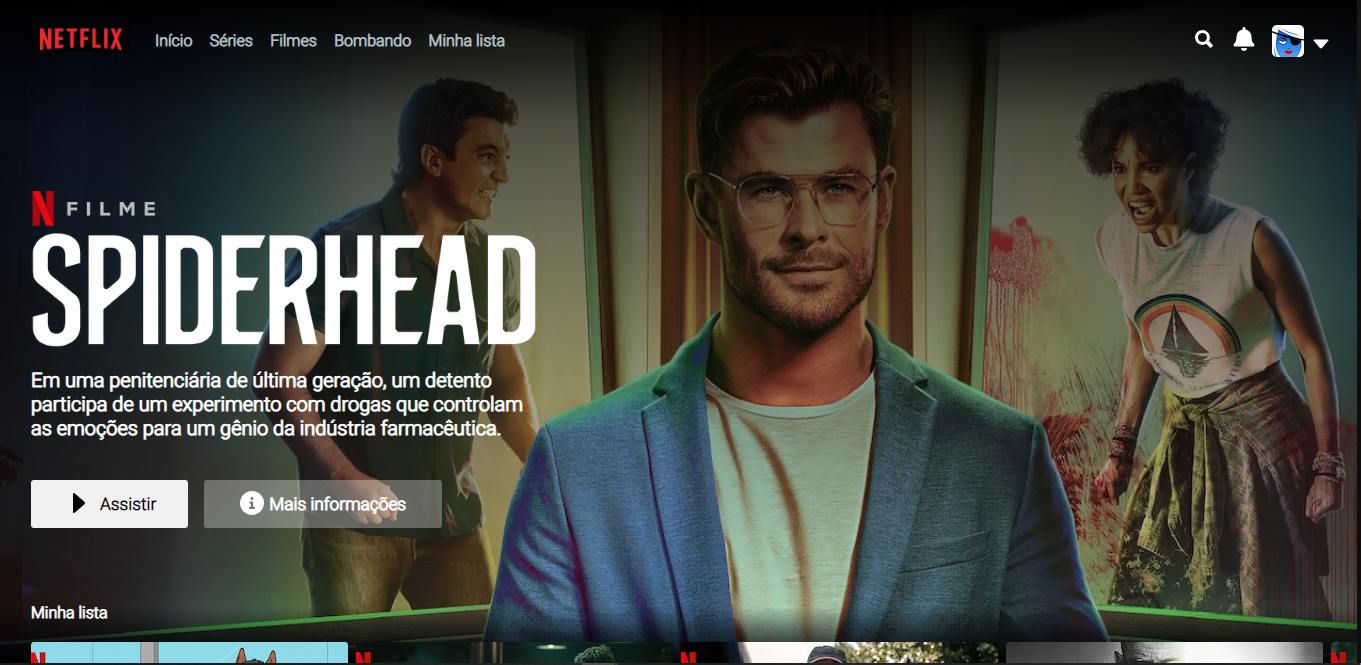 NETFLIX Início Séries Filmes Bombando Minha lista
N FILME
SPIDERHEAD
Em uma penitenciária de última geração, um detento
participa de um experimento com drogas que controlam
as emoções para um gênio da indústria farmacêutica.
Assistir Mais informações
Minha lista
N N N N